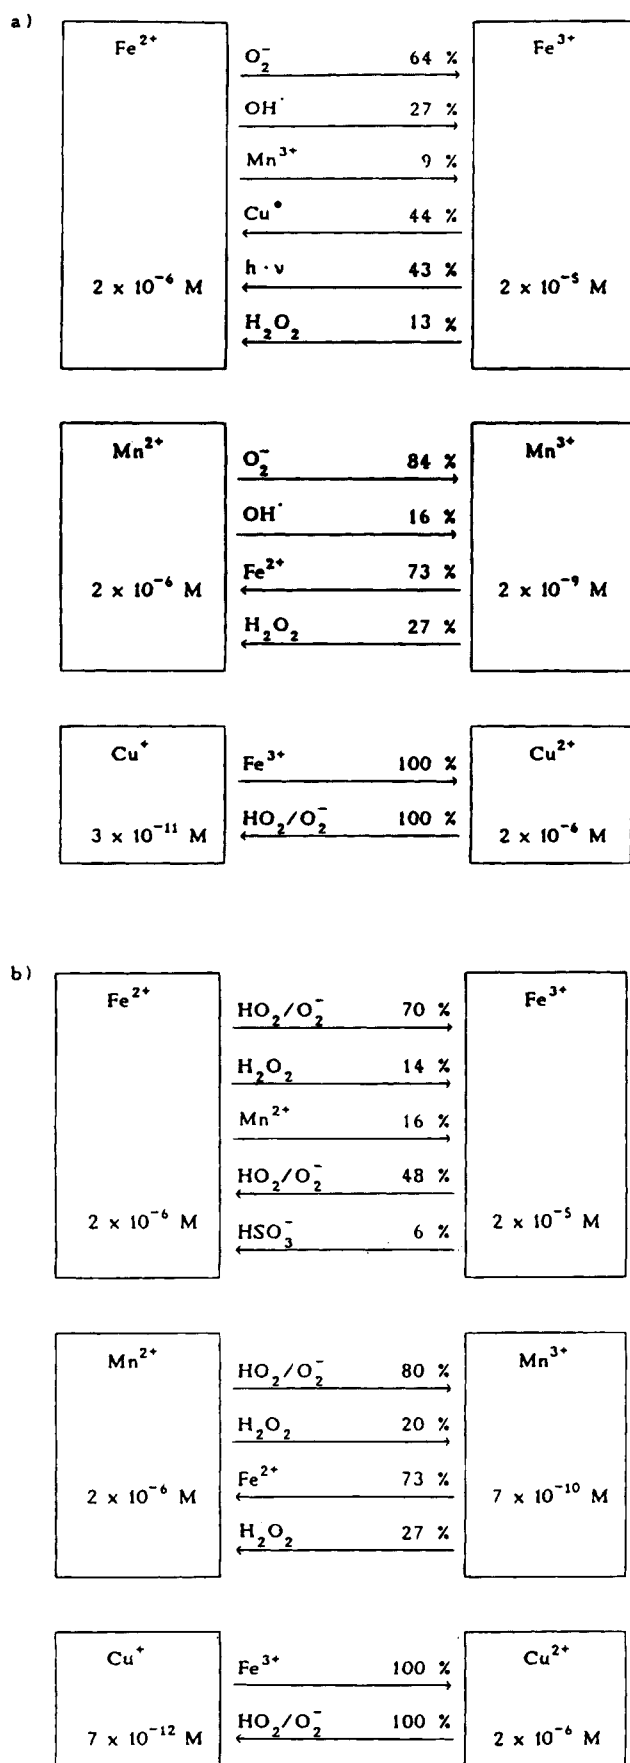 a)
Fe²⁺ Fe³⁺
O₂⁻ 64 %
OH· 27 %
Mn³⁺ 9 %
Cu⁺ 44 %
h·ν 43 %
2 x 10⁻⁶ M 2 x 10⁻⁵ M
H₂O₂ 13 %
Mn²⁺ Mn³⁺
O₂⁻ 84 %
OH· 16 %
Fe²⁺ 73 %
2 x 10⁻⁶ M 2 x 10⁻⁹ M
H₂O₂ 27 %
Cu⁺ Cu²⁺
Fe³⁺ 100 %
HO₂/O₂⁻ 100 %
3 x 10⁻¹¹ M 2 x 10⁻⁶ M
b)
Fe²⁺ Fe³⁺
HO₂/O₂⁻ 70 %
H₂O₂ 14 %
Mn²⁺ 16 %
HO₂/O₂⁻ 48 %
2 x 10⁻⁶ M 2 x 10⁻⁵ M
HSO₃⁻ 6 %
Mn²⁺ Mn³⁺
HO₂/O₂⁻ 80 %
H₂O₂ 20 %
Fe²⁺ 73 %
2 x 10⁻⁶ M 7 x 10⁻¹⁰ M
H₂O₂ 27 %
Cu⁺ Cu²⁺
Fe³⁺ 100 %
HO₂/O₂⁻ 100 %
7 x 10⁻¹² M 2 x 10⁻⁶ M